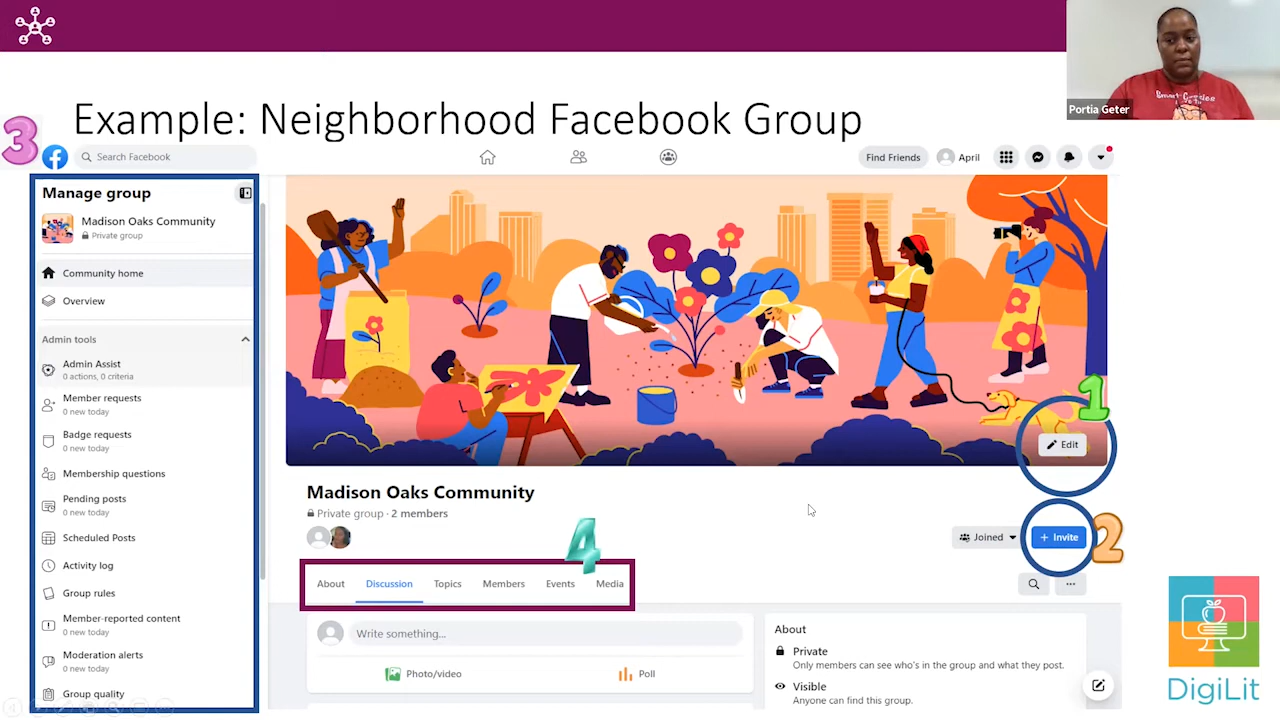 Example: Neighborhood Facebook Group
Portia Geter
3
Search Facebook
Find Friends
April
Manage group
Madison Oaks Community
Private group
Community home
Overview
Admin tools
Admin Assist
0 actions, 0 criteria
Member requests
0 new today
Badge requests
0 new today
Membership questions
Pending posts
0 new today
Scheduled Posts
Activity log
Group rules
Member-reported content
0 new today
Moderation alerts
0 new today
Group quality
1
Edit
Madison Oaks Community
Private group · 2 members
Joined
+ Invite
2
4
About Discussion Topics Members Events Media
Write something...
Photo/video
Poll
About
Private
Only members can see who's in the group and what they post.
Visible
Anyone can find this group.
DigiLit